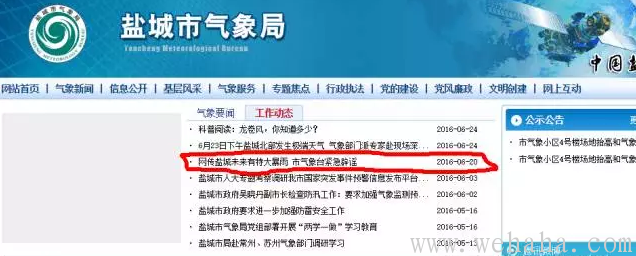 盐城市气象局
Yancheng Meteorological Bureau
中国盐
网站首页 | 气象新闻 | 信息公开 | 基层风采 | 气象服务 | 专题焦点 | 行政执法 | 党的建设 | 党风廉政 | 文明创建 | 网上互动
气象要闻 工作动态
科普阅读：龙卷风，你知道多少？ 2016-06-24
6月23日下午盐城北部发生极端天气 气象部门派专家赴现场深... 2016-06-24
网传盐城未来有特大暴雨 市气象台紧急辟谣 2016-06-20
盐城市人大专题考察调研我市国家突发事件预警信息发布平台... 2016-06-03
盐城市政府吴晓丹副市长检查防汛工作：要求加强气象监测预... 2016-06-02
盐城市政府要求进一步加强防雷安全工作 2016-05-16
盐城市气象局党组部署开展“两学一做”学习教育 2016-05-16
盐城市局赴常州、苏州气象部门调研学习 2016-05-13
公示公告
市气象小区4号楼场地抬高和气
市气象小区4号楼场地抬高和气
www.wehaha.com